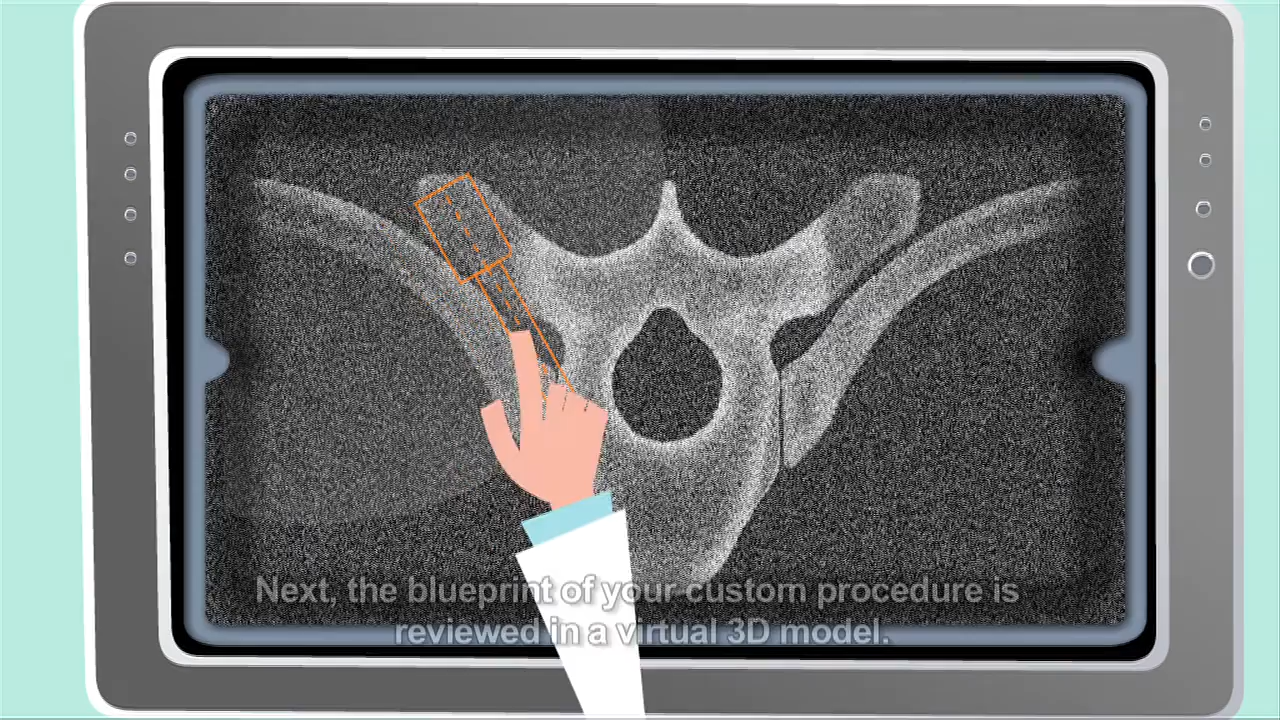 Next, the blueprint of your custom procedure is
reviewed in a virtual 3D model.